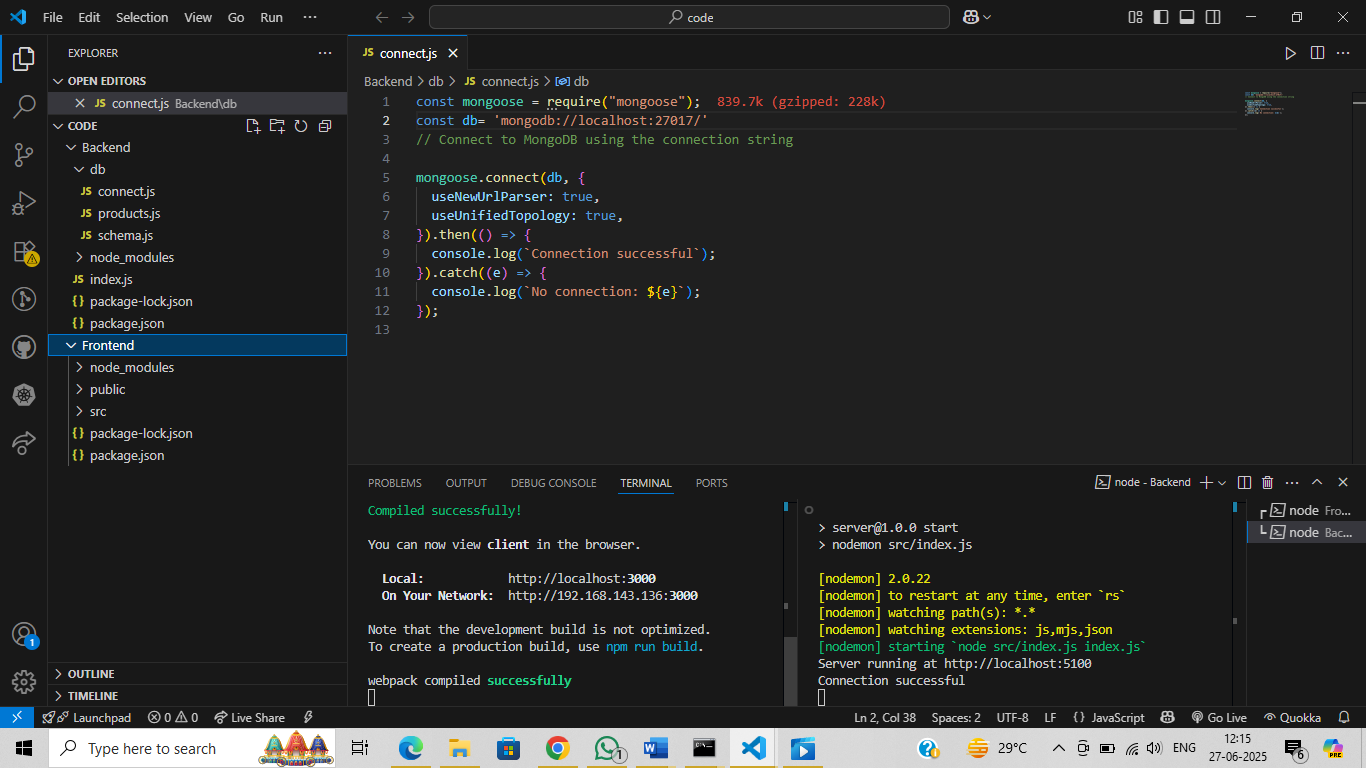 File Edit Selection View Go Run ··· code
EXPLORER ···
OPEN EDITORS
JS connect.js Backend\db
CODE
Backend
db
JS connect.js
JS products.js
JS schema.js
node_modules
JS index.js
{} package-lock.json
{} package.json
Frontend
node_modules
public
src
{} package-lock.json
{} package.json
OUTLINE
TIMELINE
1
JS connect.js
Backend > db > JS connect.js > db
1 const mongoose = require("mongoose"); 839.7k (gzipped: 228k)
2 const db= 'mongodb://localhost:27017/'
3 // Connect to MongoDB using the connection string
4
5 mongoose.connect(db, {
6 useNewUrlParser: true,
7 useUnifiedTopology: true,
8 }).then(() => {
9 console.log(`Connection successful`);
10 }).catch((e) => {
11 console.log(`No connection: ${e}`);
12 });
13
PROBLEMS OUTPUT DEBUG CONSOLE TERMINAL PORTS node - Backend
Compiled successfully!
You can now view client in the browser.
Local: http://localhost:3000
On Your Network: http://192.168.143.136:3000
Note that the development build is not optimized.
To create a production build, use npm run build.
webpack compiled successfully
> server@1.0.0 start
> nodemon src/index.js
[nodemon] 2.0.22
[nodemon] to restart at any time, enter `rs`
[nodemon] watching path(s): *.*
[nodemon] watching extensions: js,mjs,json
[nodemon] starting `node src/index.js index.js`
Server running at http://localhost:5100
Connection successful
node Fro...
node Bac...
Launchpad 0 0 Live Share Ln 2, Col 38 Spaces: 2 UTF-8 LF {} JavaScript Go Live Quokka
Type here to search 1 29°C ENG 12:15 27-06-2025 6 PRE